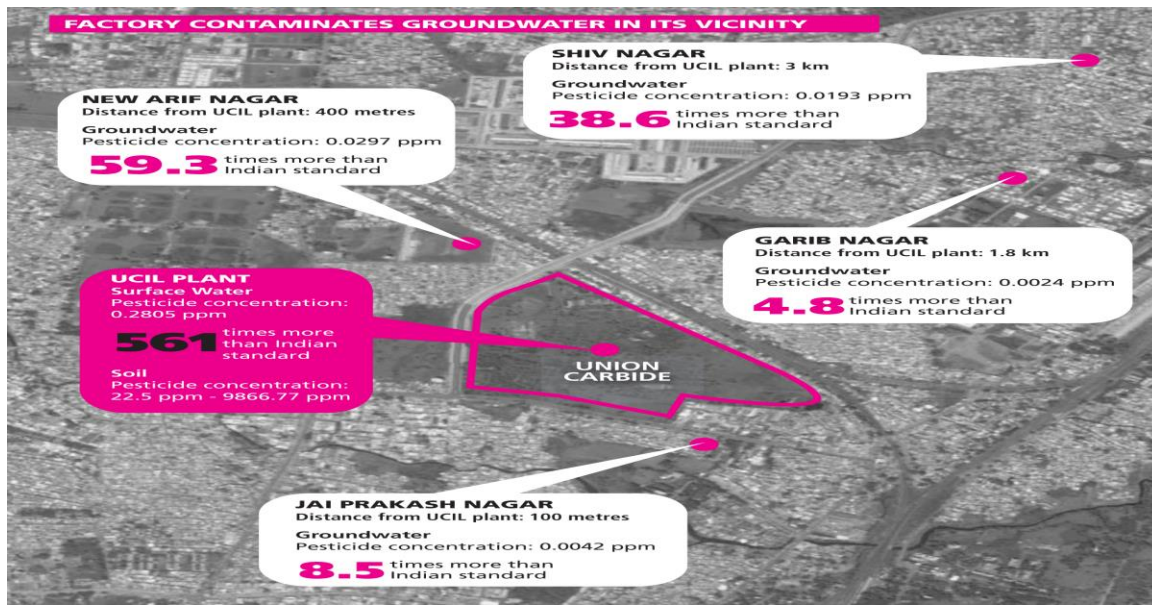 FACTORY CONTAMINATES GROUNDWATER IN ITS VICINITY
SHIV NAGAR
Distance from UCIL plant: 3 km
Groundwater
Pesticide concentration: 0.0193 ppm
38.6 times more than
Indian standard
NEW ARIF NAGAR
Distance from UCIL plant: 400 metres
Groundwater
Pesticide concentration: 0.0297 ppm
59.3 times more than
Indian standard
GARIB NAGAR
Distance from UCIL plant: 1.8 km
Groundwater
Pesticide concentration: 0.0024 ppm
4.8 times more than
Indian standard
UCIL PLANT
Surface Water
Pesticide concentration:
0.2805 ppm
561 times more
than Indian
standard
Soil
Pesticide concentration:
22.5 ppm - 9866.77 ppm
UNION
CARBIDE
JAI PRAKASH NAGAR
Distance from UCIL plant: 100 metres
Groundwater
Pesticide concentration: 0.0042 ppm
8.5 times more than
Indian standard